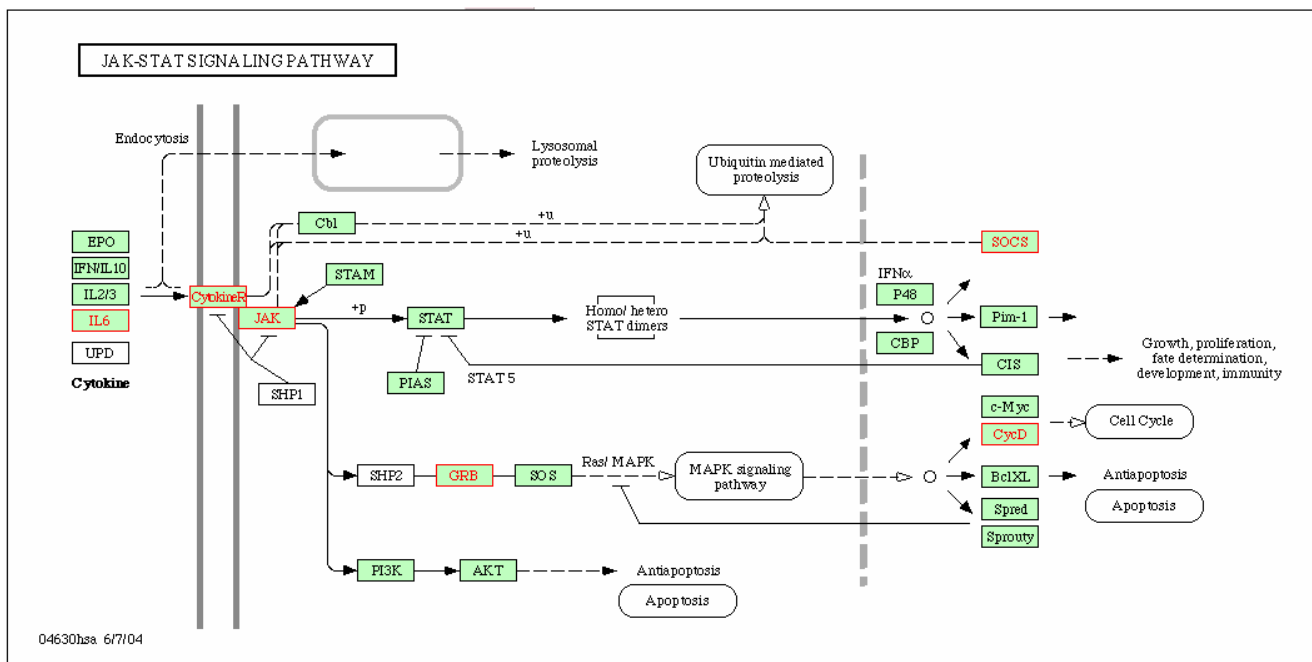 JAK-STAT SIGNALING PATHWAY
Endocytosis
Lysosomal
proteolysis
Ubiquitin mediated
proteolysis
Cbl
+u
+u
EPO
IFN/IL10
IL2/3
IL6
UPD
Cytokine
CytokineR
JAK
STAM
SHP1
+p
STAT
PIAS
STAT 5
Homo/ hetero
STAT dimers
IFNα
P48
CBP
SOCS
Pim-1
CIS
Growth, proliferation,
fate determination,
development, immunity
c-Myc
CycD
Cell Cycle
SHP2
GRB
SOS
Ras/ MAPK
MAPK signaling
pathway
BclXL
Antiapoptosis
Spred
Apoptosis
Sprouty
PI3K
AKT
Antiapoptosis
Apoptosis
04630hsa 6/7/04